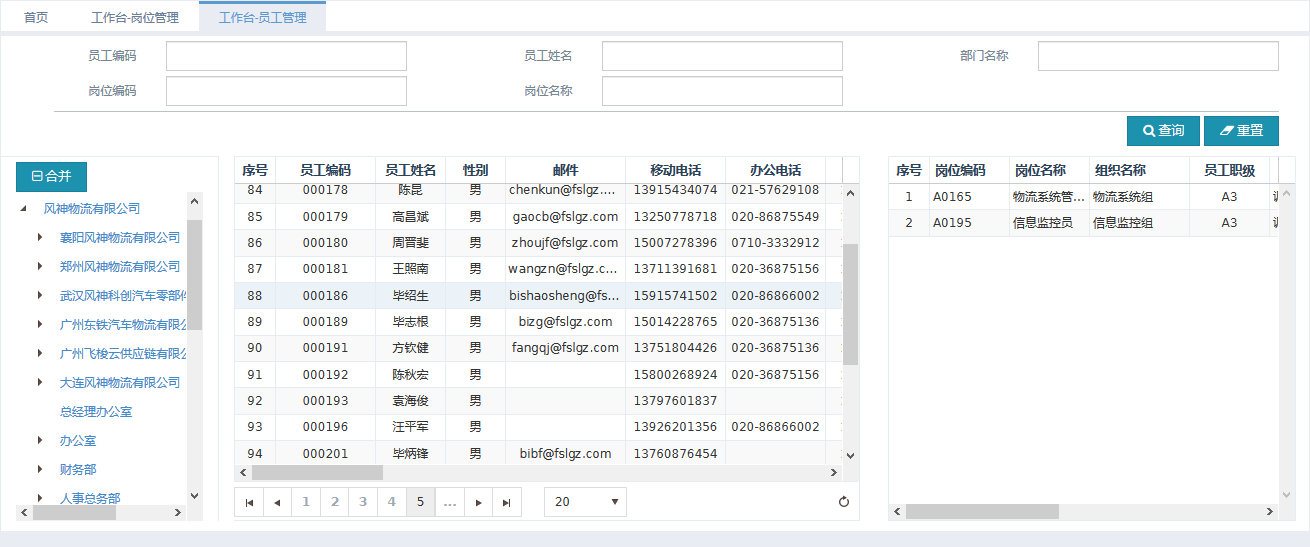 首页 工作台-岗位管理 工作台-员工管理
员工编码 员工姓名 部门名称
岗位编码 岗位名称
查询 重置
合并
风神物流有限公司
襄阳风神物流有限公司
郑州风神物流有限公司
武汉风神科创汽车零部件
广州东铁汽车物流有限公
广州飞梭云供应链有限公
大连风神物流有限公司
总经理办公室
办公室
财务部
人事总务部
序号 员工编码 员工姓名 性别 邮件 移动电话 办公电话
84 000178 陈昆 男 chenkun@fslgz.... 13915434074 021-57629108
85 000179 高昌斌 男 gaocb@fslgz.com 13250778718 020-86875549
86 000180 周晋斐 男 zhoujf@fslgz.com 15007278396 0710-3332912
87 000181 王照南 男 wangzn@fslgz.c... 13711391681 020-36875156
88 000186 毕绍生 男 bishaosheng@fs... 15915741502 020-86866002
89 000189 毕志根 男 bizg@fslgz.com 15014228765 020-36875136
90 000191 方钦健 男 fangqj@fslgz.com 13751804426 020-36875136
91 000192 陈秋宏 男 15800268924 020-36875156
92 000193 袁海俊 男 13797601837
93 000196 汪平军 男 13926201356 020-86866002
94 000201 毕炳锋 男 bibf@fslgz.com 13760876454
1 2 3 4 5 ... 20
序号 岗位编码 岗位名称 组织名称 员工职级
1 A0165 物流系统管... 物流系统组 A3
2 A0195 信息监控员 信息监控组 A3